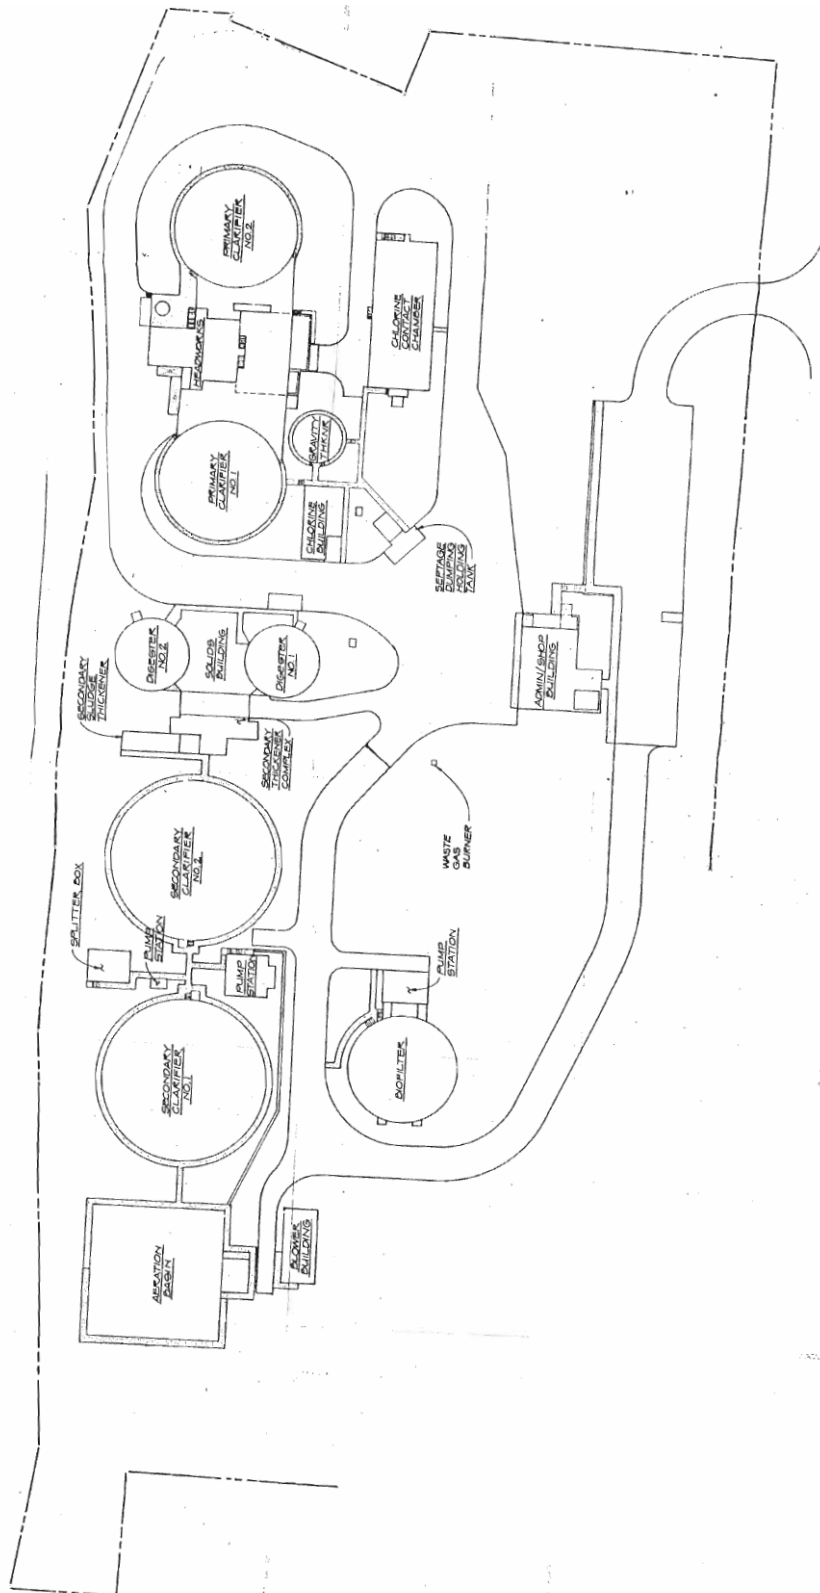 PRIMARY
CLARIFIER
NO.2
HEADWORKS
CHLORINE
CONTACT
CHAMBER
PRIMARY
CLARIFIER
NO.1
GRAVITY
THKNR.
CHLORINE
BUILDING
SEPTAGE
DUMPING
HOLDING
TANK
DIGESTER
NO.2
SOLIDS
BUILDING
DIGESTER
NO.1
ADMIN/SHOP
BUILDING
SECONDARY
SLUDGE
THICKENER
SECONDARY
THICKENER
COMPLEX
SECONDARY
CLARIFIER
NO.2
WASTE
GAS
BURNER
SPLITTER BOX
PUMP
STATION
PUMP
STATION
PUMP
STATION
SECONDARY
CLARIFIER
NO.1
BIOFILTER
AERATION
BASIN
BLOWER
BUILDING